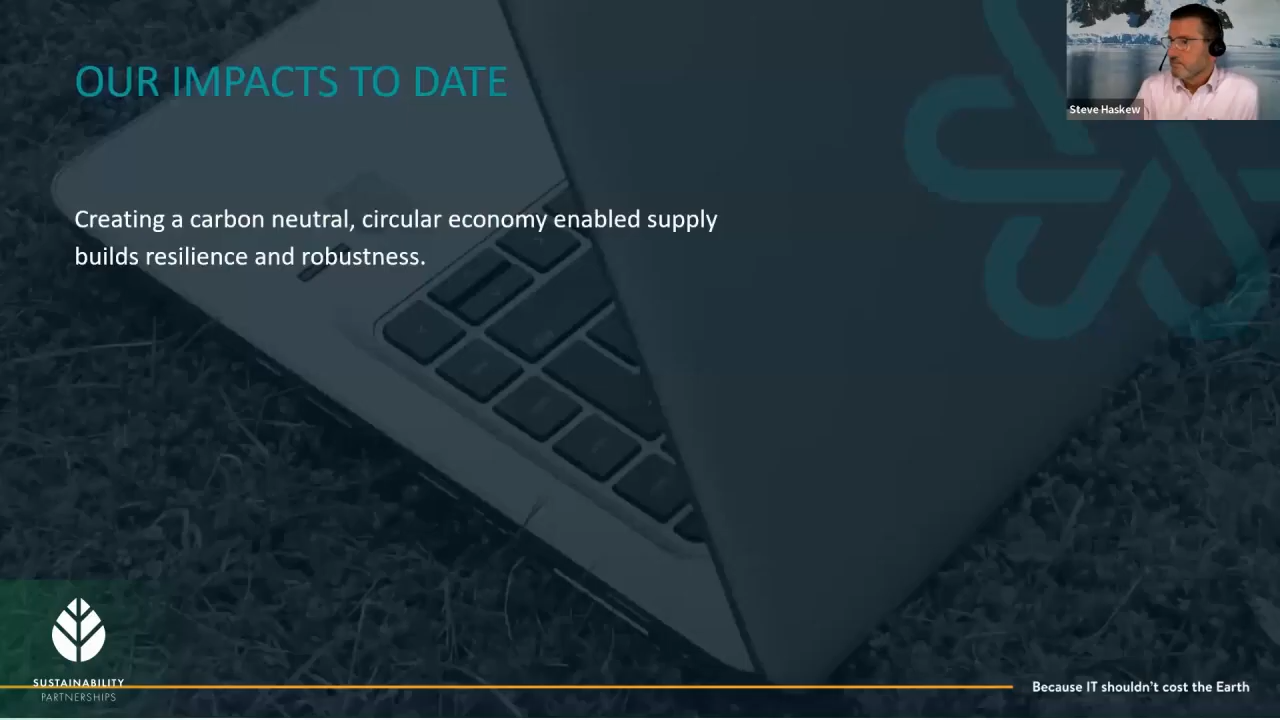 OUR IMPACTS TO DATE
Steve Haskew
Creating a carbon neutral, circular economy enabled supply
builds resilience and robustness.
SUSTAINABILITY
PARTNERSHIPS
Because IT shouldn't cost the Earth